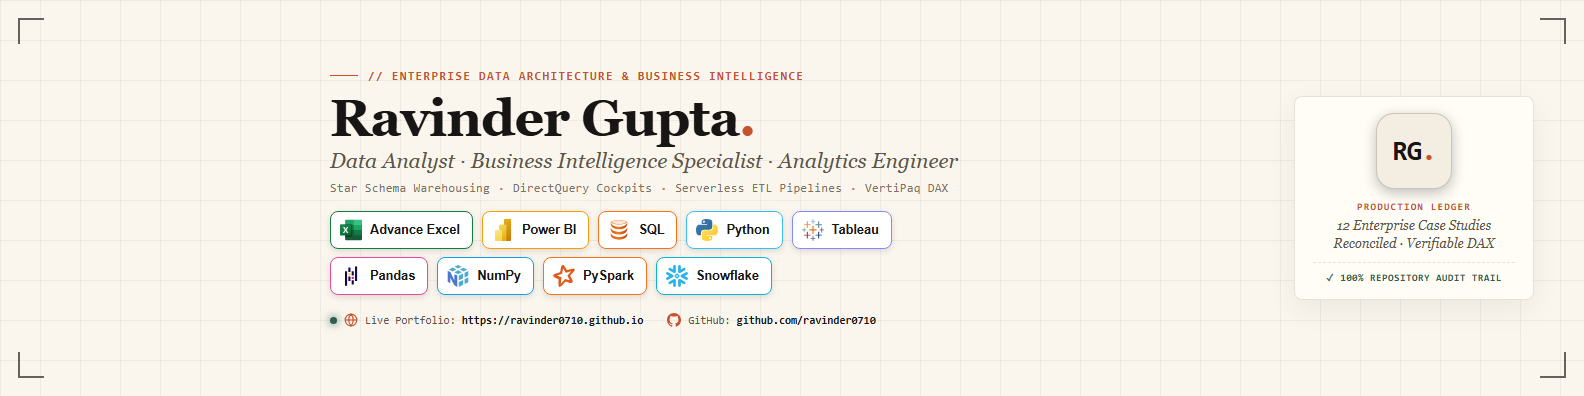 // ENTERPRISE DATA ARCHITECTURE & BUSINESS INTELLIGENCE
Ravinder Gupta.
Data Analyst · Business Intelligence Specialist · Analytics Engineer
Star Schema Warehousing · DirectQuery Cockpits · Serverless ETL Pipelines · VertiPaq DAX
Advance Excel Power BI SQL Python Tableau
Pandas NumPy PySpark Snowflake
Live Portfolio: https://ravinder0710.github.io GitHub: github.com/ravinder0710
RG.
PRODUCTION LEDGER
12 Enterprise Case Studies
Reconciled · Verifiable DAX
✓ 100% REPOSITORY AUDIT TRAIL